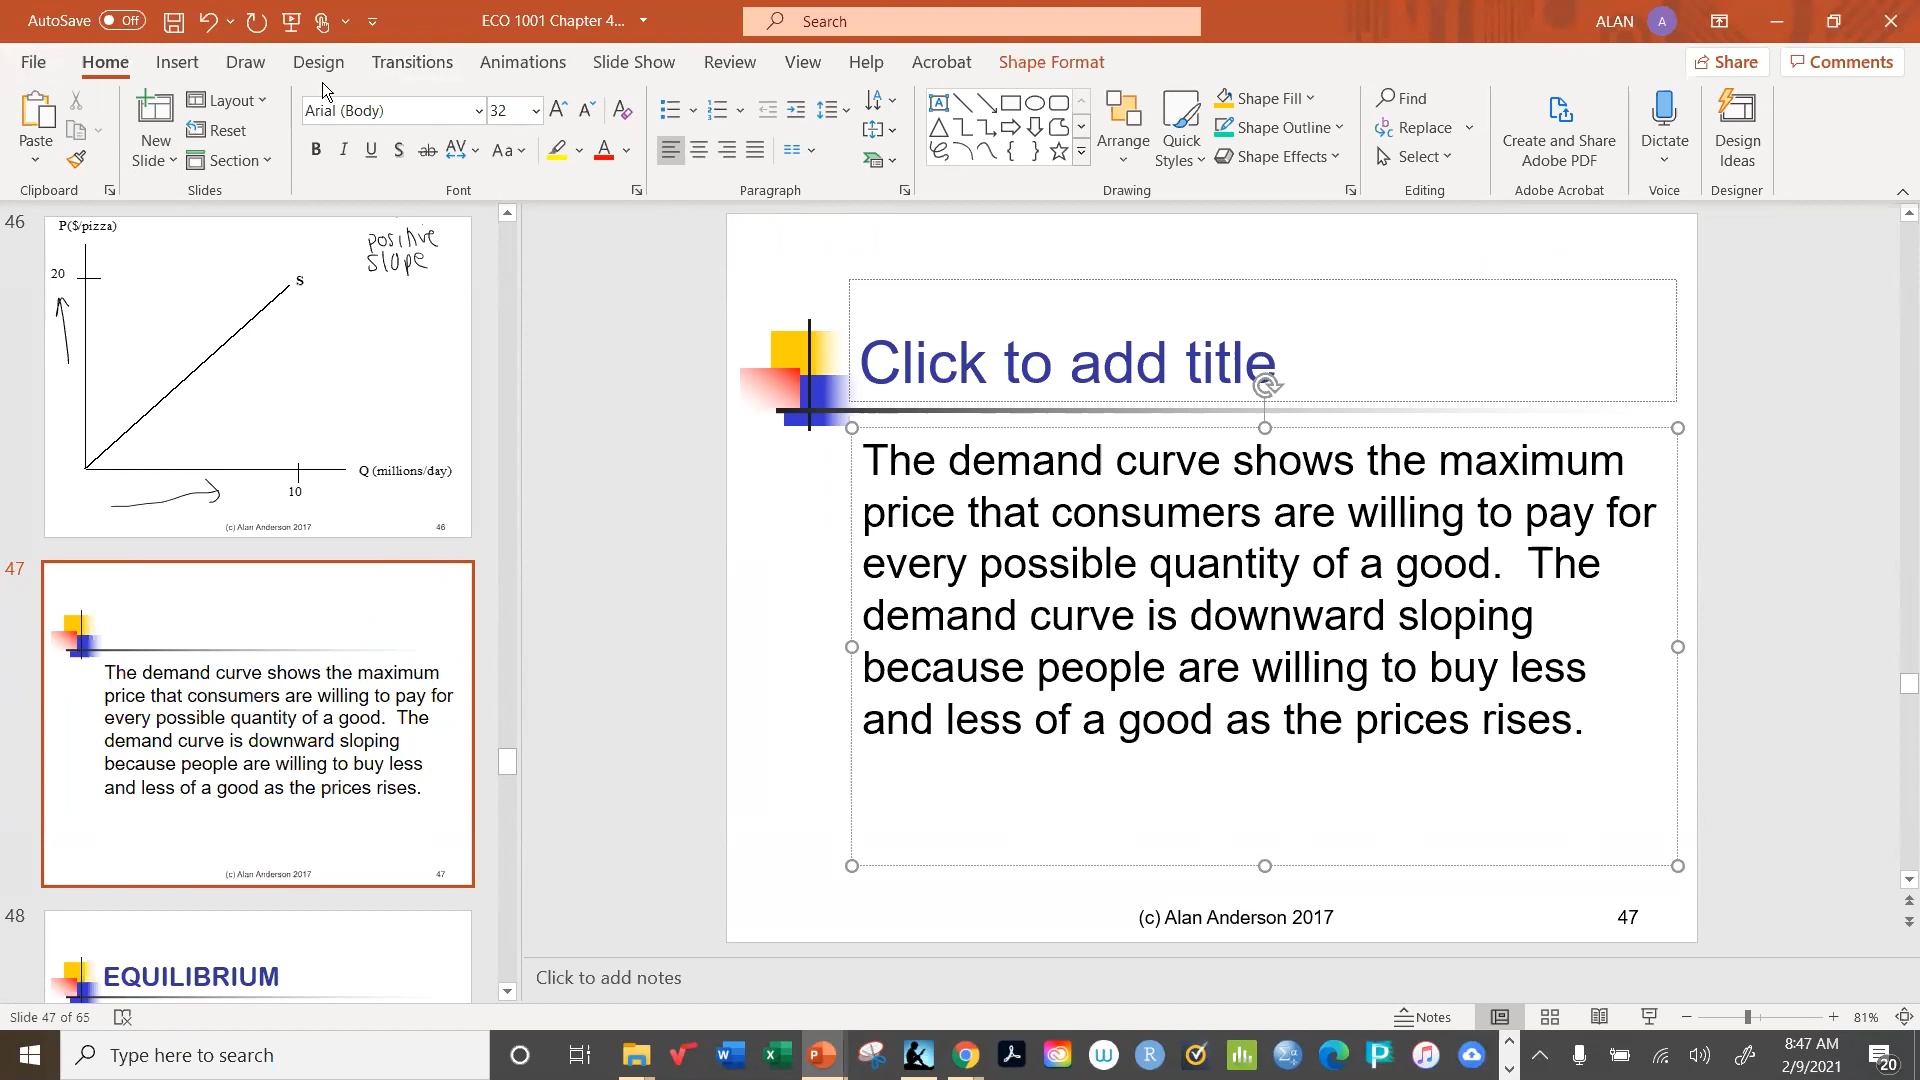 AutoSave Off ECO 1001 Chapter 4... Search ALAN A
File Home Insert Draw Design Transitions Animations Slide Show Review View Help Acrobat Shape Format Share Comments
Paste
New Slide
Layout
Reset
Section
Arial (Body) 32
B I U S ab AV Aa A
Arrange
Quick Styles
Shape Fill
Shape Outline
Shape Effects
Find
Replace
Select
Create and Share Adobe PDF
Dictate
Design Ideas
Clipboard Slides Font Paragraph Drawing Editing Adobe Acrobat Voice Designer
46
P($/pizza)
positive
slope
20
S
Q (millions/day)
10
(c) Alan Anderson 2017 46
47
The demand curve shows the maximum
price that consumers are willing to pay for
every possible quantity of a good. The
demand curve is downward sloping
because people are willing to buy less
and less of a good as the prices rises.
(c) Alan Anderson 2017 47
48
EQUILIBRIUM
Click to add title
The demand curve shows the maximum
price that consumers are willing to pay for
every possible quantity of a good. The
demand curve is downward sloping
because people are willing to buy less
and less of a good as the prices rises.
(c) Alan Anderson 2017 47
Click to add notes
Slide 47 of 65 Notes 81%
Type here to search
8:47 AM
2/9/2021
20